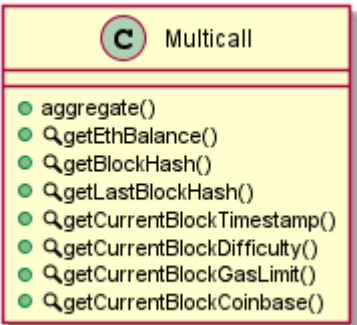 C Multicall
aggregate()
getEthBalance()
getBlockHash()
getLastBlockHash()
getCurrentBlockTimestamp()
getCurrentBlockDifficulty()
getCurrentBlockGasLimit()
getCurrentBlockCoinbase()